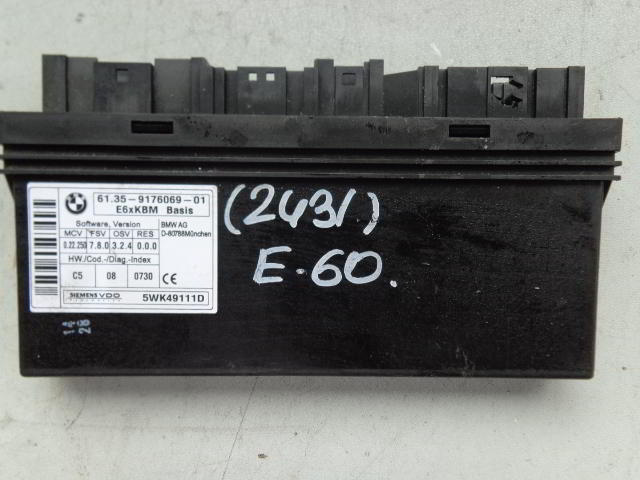 BMW
61.35-9176069-01
E6xKBM Basis
Software, Version
BMW AG
MCV FSV OSV RES
D-80788München
0.22.250 7.8.0 3.2.4 0.0.0
HW./Cod.-/Diag.-Index
C5 08 0730 CE
SIEMENS VDO 5WK49111D
(2431)
E-60.